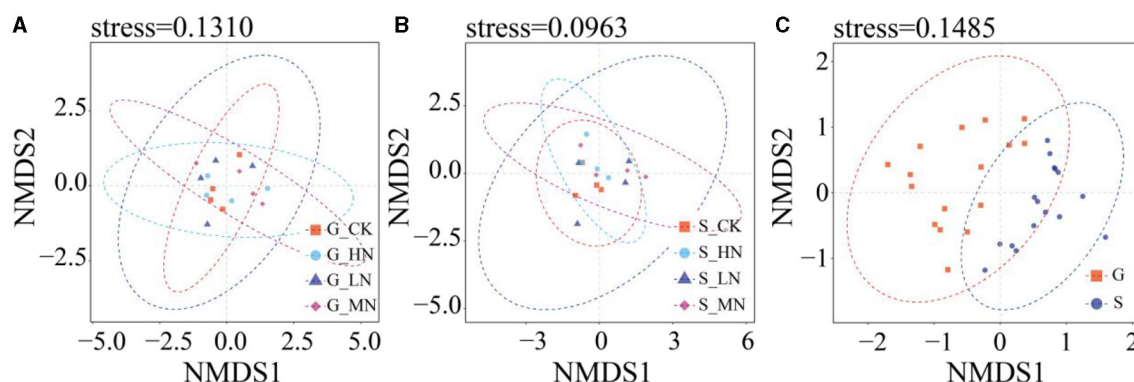 A
stress=0.1310
NMDS2
2.5
0.0
−2.5
−5.0
−2.5
0.0
2.5
5.0
NMDS1
G_CK
G_HN
G_LN
G_MN
B
stress=0.0963
NMDS2
2.5
0.0
−2.5
−5.0
−3
0
3
6
NMDS1
S_CK
S_HN
S_LN
S_MN
C
stress=0.1485
NMDS2
2
1
0
−1
−2
−1
0
1
2
NMDS1
G
S